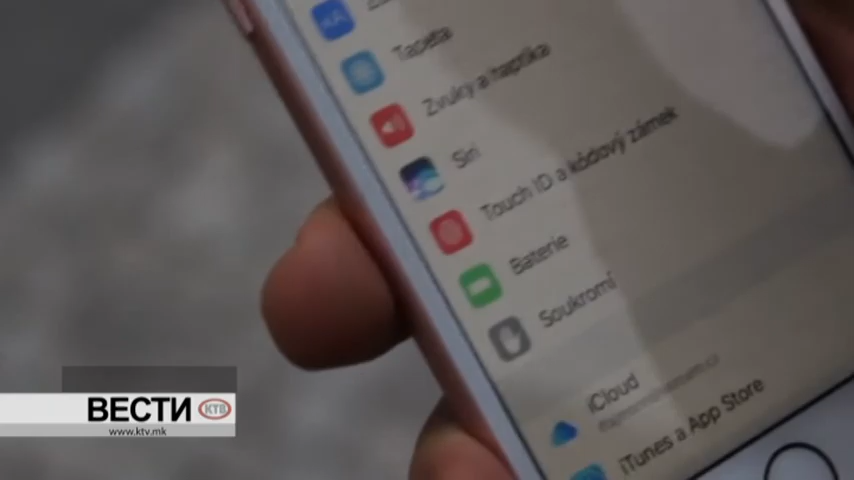 AA
Tapeta
Zvuky a haptika
Siri
Touch ID a kódový zámek
Baterie
Soukromí
iCloud
iTunes a App Store
ВЕСТИ КТВ
www.ktv.mk